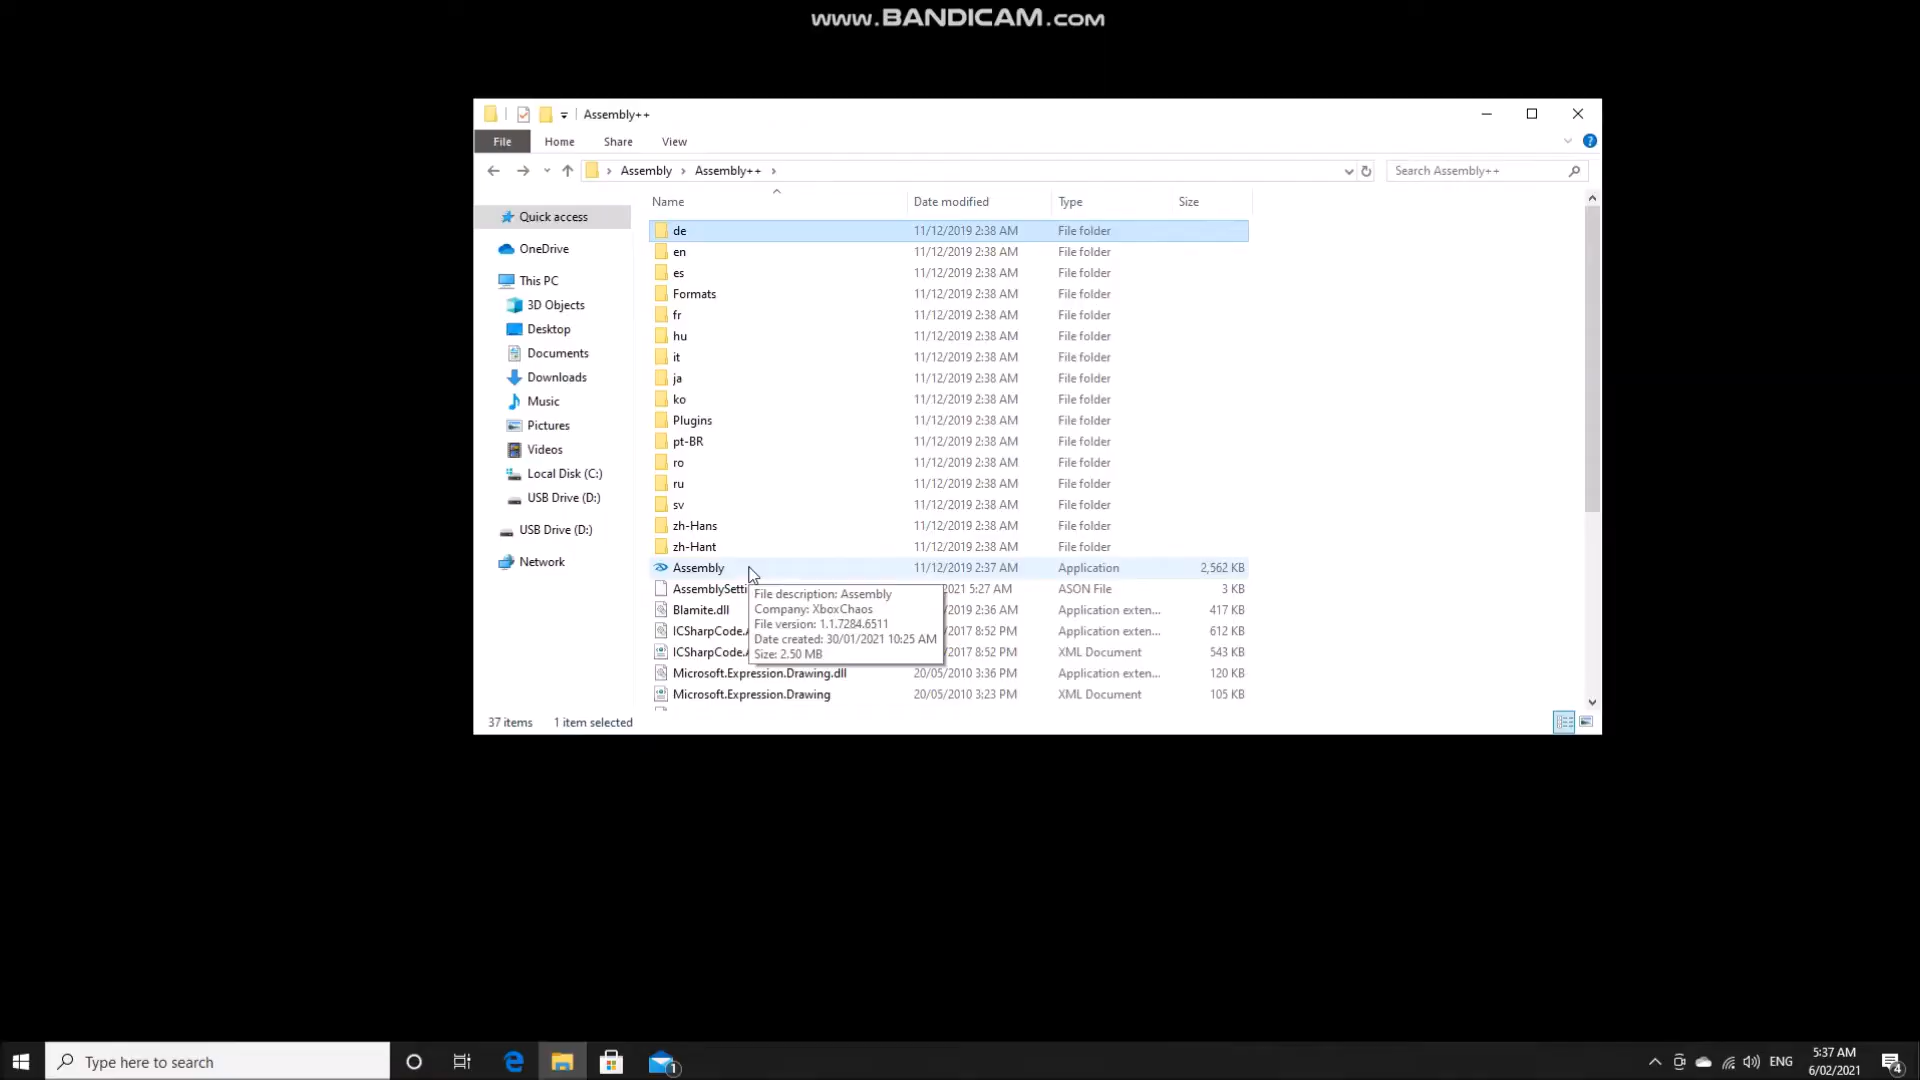 www.BANDICAM.com
Assembly++
File Home Share View
Assembly Assembly++
Search Assembly++
Name Date modified Type Size
Quick access
OneDrive
This PC
3D Objects
Desktop
Documents
Downloads
Music
Pictures
Videos
Local Disk (C:)
USB Drive (D:)
USB Drive (D:)
Network
de 11/12/2019 2:38 AM File folder
en 11/12/2019 2:38 AM File folder
es 11/12/2019 2:38 AM File folder
Formats 11/12/2019 2:38 AM File folder
fr 11/12/2019 2:38 AM File folder
hu 11/12/2019 2:38 AM File folder
it 11/12/2019 2:38 AM File folder
ja 11/12/2019 2:38 AM File folder
ko 11/12/2019 2:38 AM File folder
Plugins 11/12/2019 2:38 AM File folder
pt-BR 11/12/2019 2:38 AM File folder
ro 11/12/2019 2:38 AM File folder
ru 11/12/2019 2:38 AM File folder
sv 11/12/2019 2:38 AM File folder
zh-Hans 11/12/2019 2:38 AM File folder
zh-Hant 11/12/2019 2:38 AM File folder
Assembly 11/12/2019 2:37 AM Application 2,562 KB
AssemblySetti 2021 5:27 AM ASON File 3 KB
Blamite.dll 2019 2:36 AM Application exten... 417 KB
ICSharpCode. 2017 8:52 PM Application exten... 612 KB
ICSharpCode. 2017 8:52 PM XML Document 543 KB
Microsoft.Expression.Drawing.dll 20/05/2010 3:36 PM Application exten... 120 KB
Microsoft.Expression.Drawing 20/05/2010 3:23 PM XML Document 105 KB
File description: Assembly
Company: XboxChaos
File version: 1.1.7284.6511
Date created: 30/01/2021 10:25 AM
Size: 2.50 MB
37 items 1 item selected
Type here to search
1
ENG
5:37 AM
6/02/2021
4